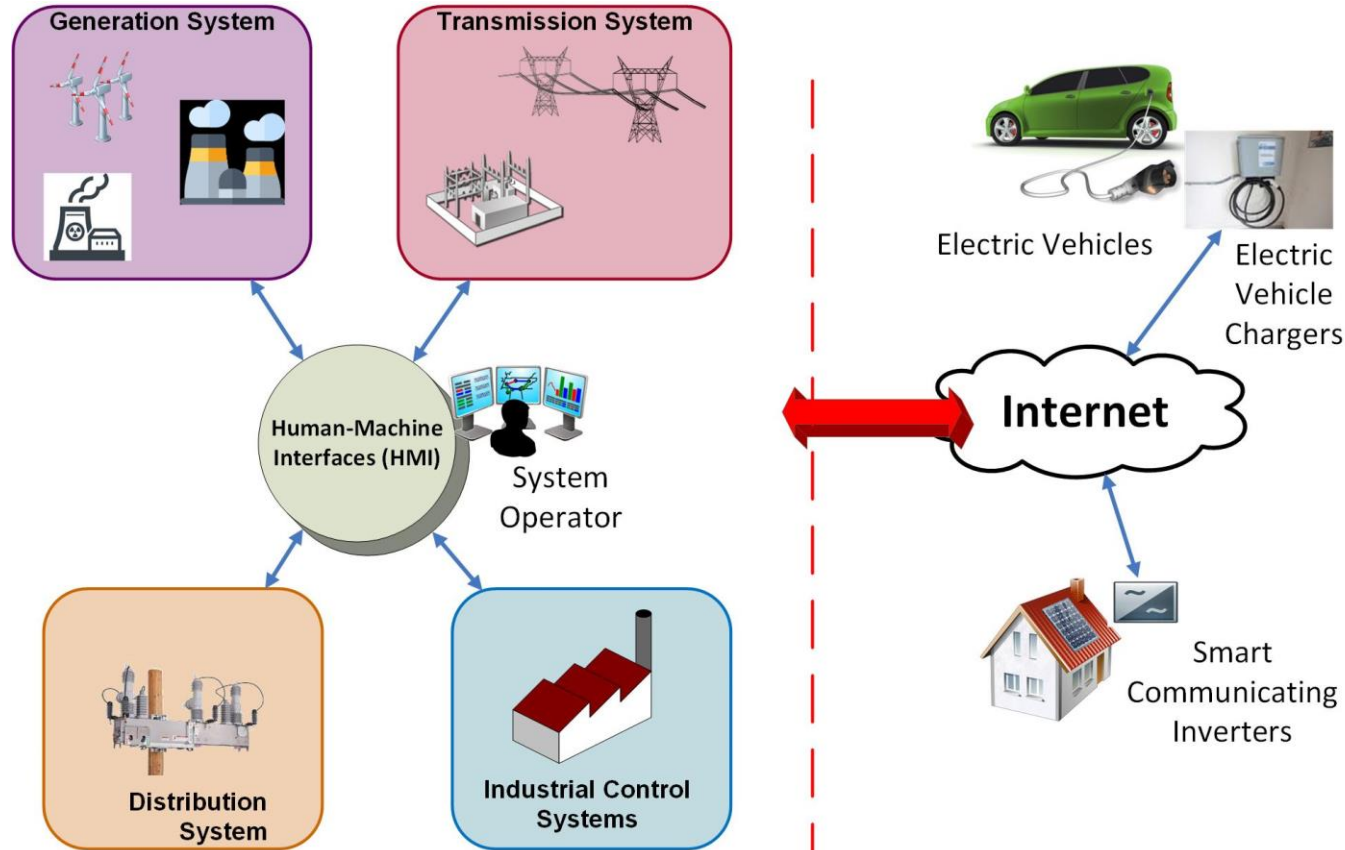 Generation System
Transmission System
Electric Vehicles
Electric
Vehicle
Chargers
Human-Machine
Interfaces (HMI)
System
Operator
Internet
Distribution
System
Industrial Control
Systems
Smart
Communicating
Inverters